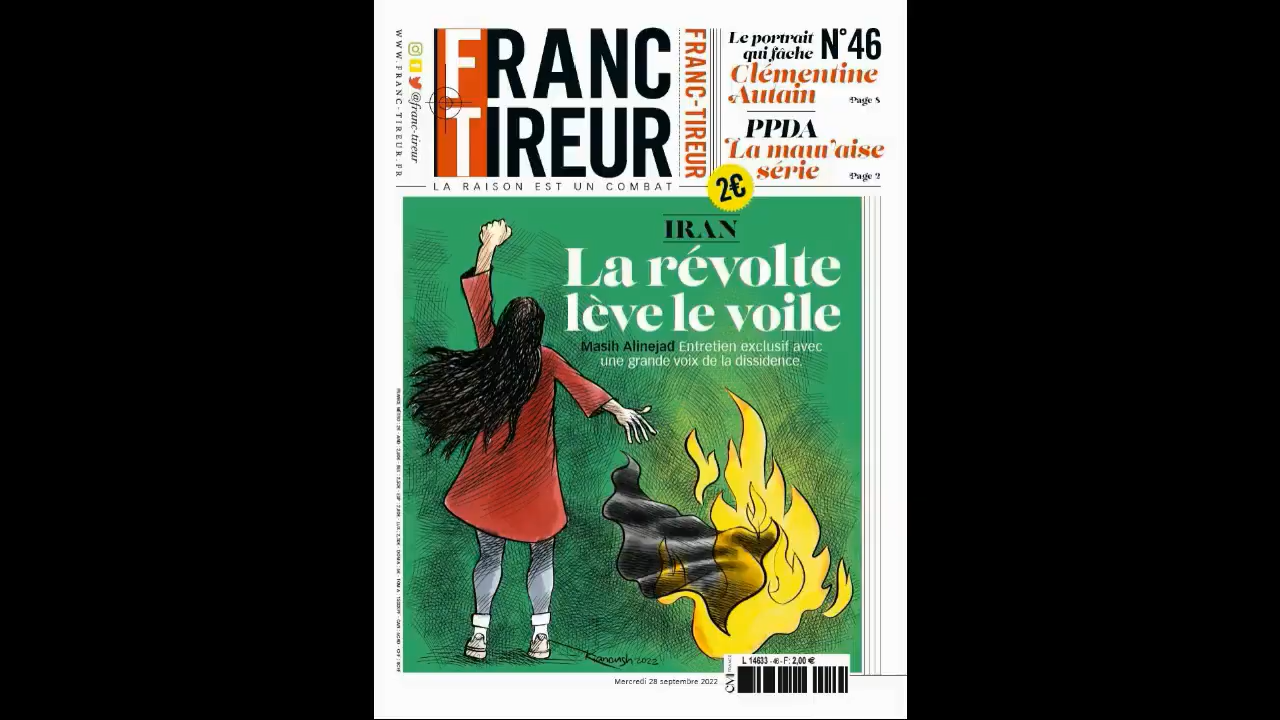 FRANC
TIREUR
LA RAISON EST UN COMBAT
WWW.FRANC-TIREUR.FR
@franc-tireur
FRANC-TIREUR
Le portrait
qui fâche
N°46
Clémentine
Autain
Page 8
PPDA
La mauvaise
série
Page 2
2€
IRAN
La révolte
lève le voile
Masih Alinejad Entretien exclusif avec
une grande voix de la dissidence.
Kianoush 2022
Mercredi 28 septembre 2022
CMI FRANCE
L 14633 - 46 - F: 2,00 €